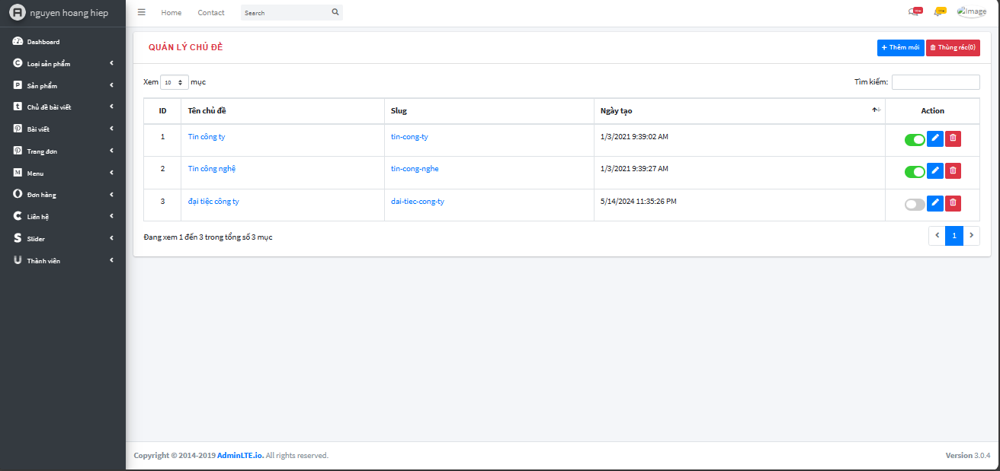 nguyen hoang hiep
Home Contact Search Image
Dashboard
Loại sản phẩm
Sản phẩm
Chủ đề bài viết
Bài viết
Trang đơn
Menu
Đơn hàng
Liên hệ
Slider
Thành viên
QUẢN LÝ CHỦ ĐỀ
Thêm mới Thùng rác(0)
Xem 10 mục Tìm kiếm:
ID Tên chủ đề Slug Ngày tạo Action
1 Tin công ty tin-cong-ty 1/3/2021 9:39:02 AM
2 Tin công nghệ tin-cong-nghe 1/3/2021 9:39:27 AM
3 đại tiệc công ty dai-tiec-cong-ty 5/14/2024 11:35:26 PM
Đang xem 1 đến 3 trong tổng số 3 mục 1
Copyright © 2014-2019 AdminLTE.io. All rights reserved. Version 3.0.4